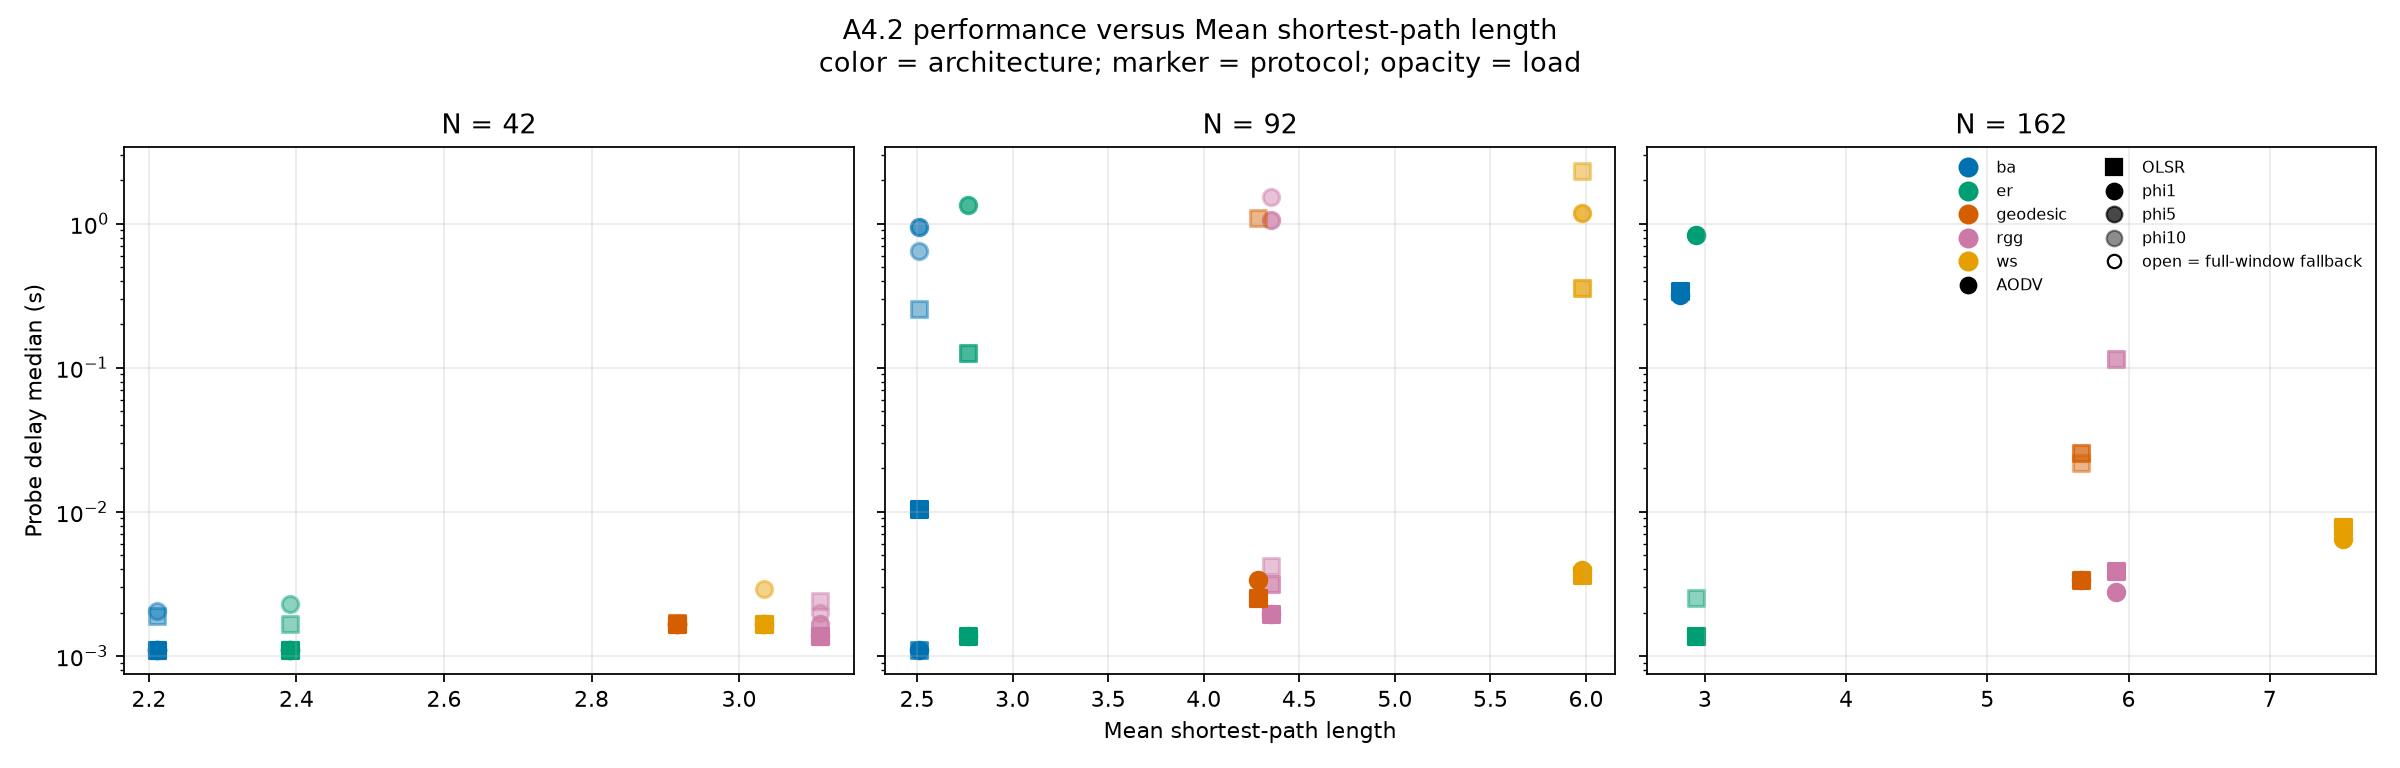 A4.2 performance versus Mean shortest-path length
color = architecture; marker = protocol; opacity = load
N = 42
N = 92
N = 162
Probe delay median (s)
10⁰
10⁻¹
10⁻²
10⁻³
2.2 2.4 2.6 2.8 3.0
2.5 3.0 3.5 4.0 4.5 5.0 5.5 6.0
3 4 5 6 7
Mean shortest-path length
ba
er
geodesic
rgg
ws
AODV
OLSR
phi1
phi5
phi10
open = full-window fallback